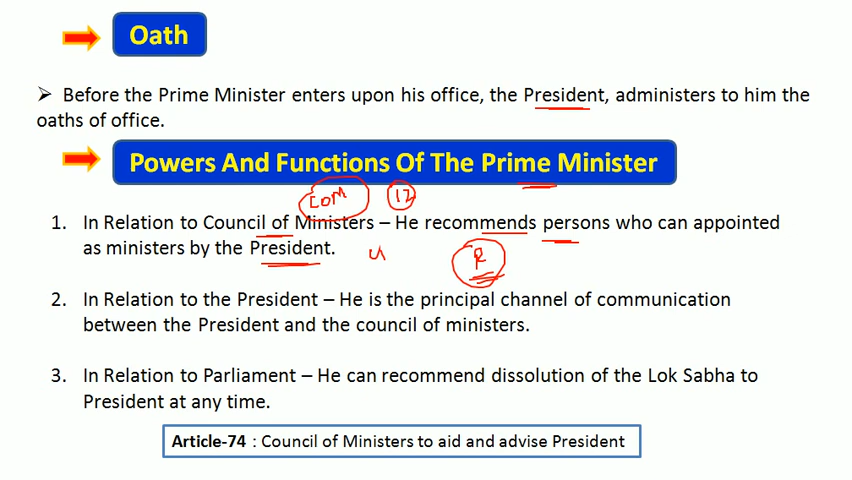 Oath
➤ Before the Prime Minister enters upon his office, the President, administers to him the
oaths of office.
Powers And Functions Of The Prime Minister
COM
1. In Relation to Council of Ministers – He recommends persons who can appointed
as ministers by the President.
R
2. In Relation to the President – He is the principal channel of communication
between the President and the council of ministers.
3. In Relation to Parliament – He can recommend dissolution of the Lok Sabha to
President at any time.
Article-74 : Council of Ministers to aid and advise President